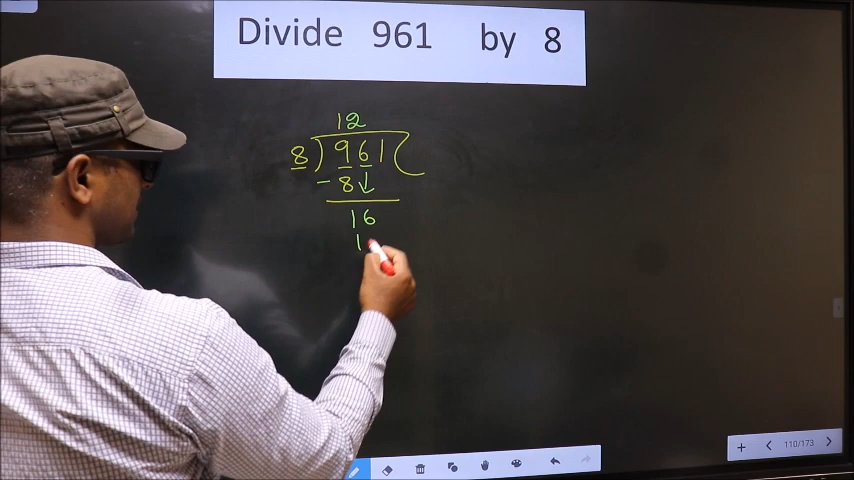 Divide 961 by 8
12
8 ) 961 (
- 8 ↓
16
1
110/173